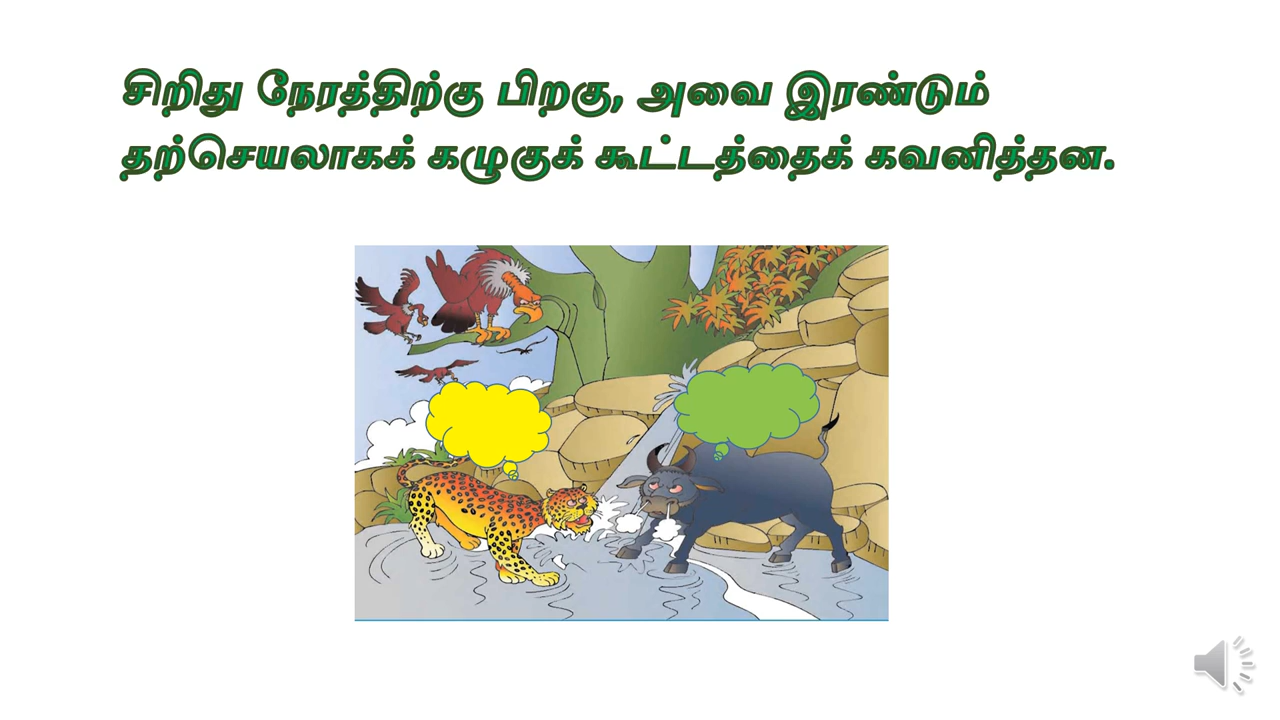 சிறிது நேரத்திற்கு பிறகு, அவை இரண்டும்
தற்செயலாகக் கழுகுக் கூட்டத்தைக் கவனித்தன.